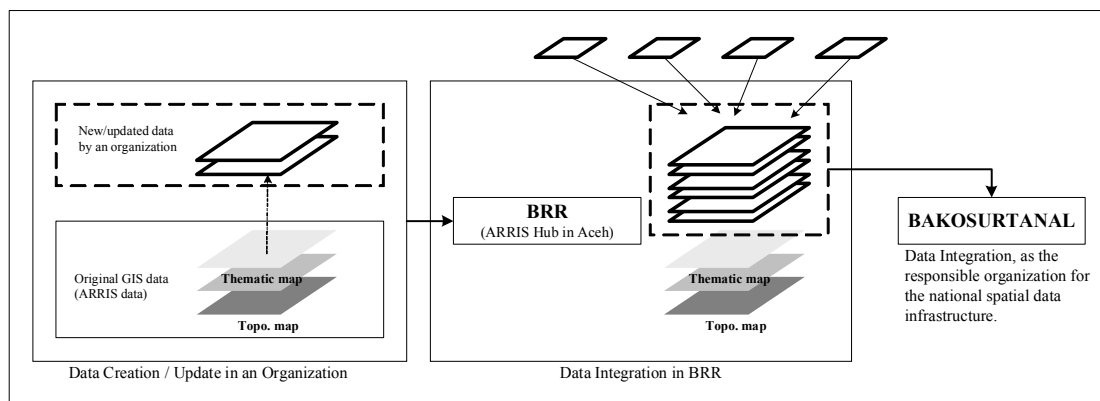 New/updated data
by an organization
Original GIS data
(ARRIS data)
Thematic map
Topo. map
Data Creation / Update in an Organization
BRR
(ARRIS Hub in Aceh)
Thematic map
Topo. map
Data Integration in BRR
BAKOSURTANAL
Data Integration, as the
responsible organization for
the national spatial data
infrastructure.